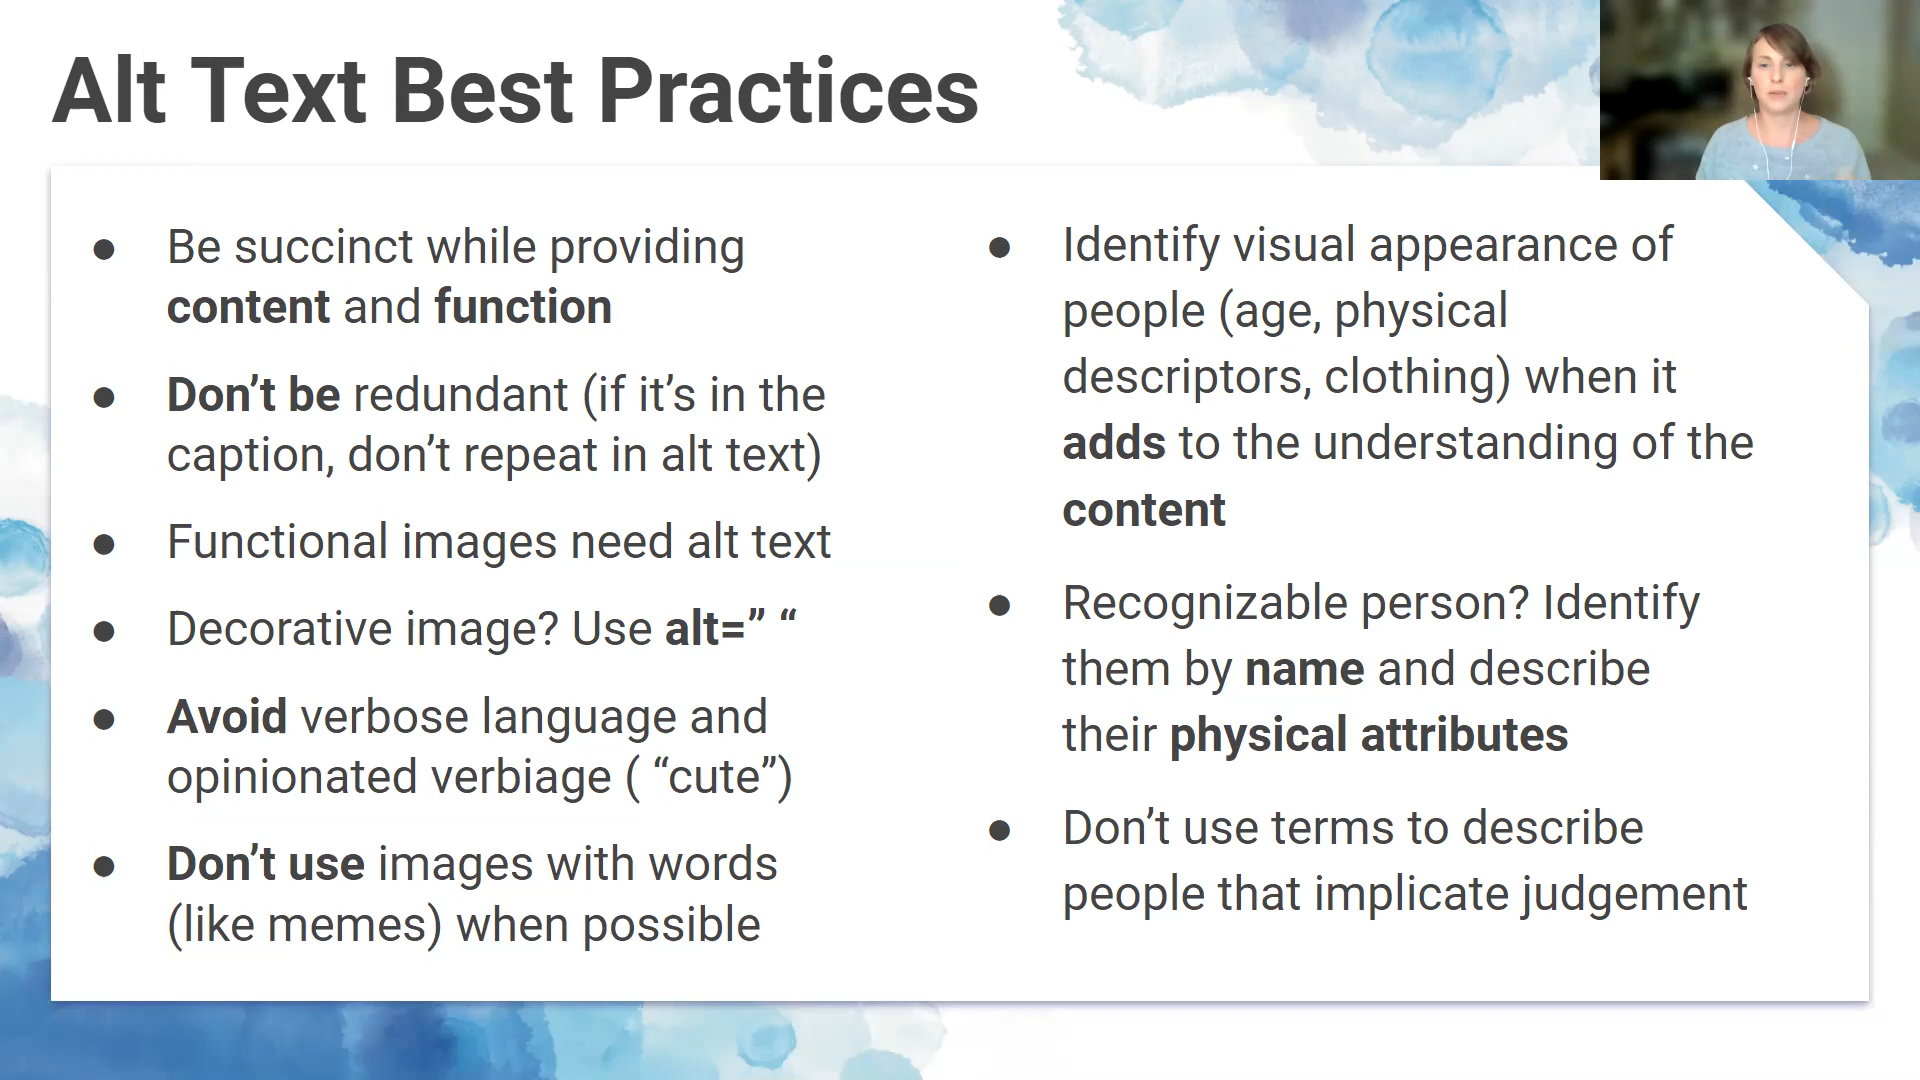 Alt Text Best Practices
● Be succinct while providing
content and function
● Don’t be redundant (if it’s in the
caption, don’t repeat in alt text)
● Functional images need alt text
● Decorative image? Use alt=” “
● Avoid verbose language and
opinionated verbiage ( “cute”)
● Don’t use images with words
(like memes) when possible
● Identify visual appearance of
people (age, physical
descriptors, clothing) when it
adds to the understanding of the
content
● Recognizable person? Identify
them by name and describe
their physical attributes
● Don’t use terms to describe
people that implicate judgement